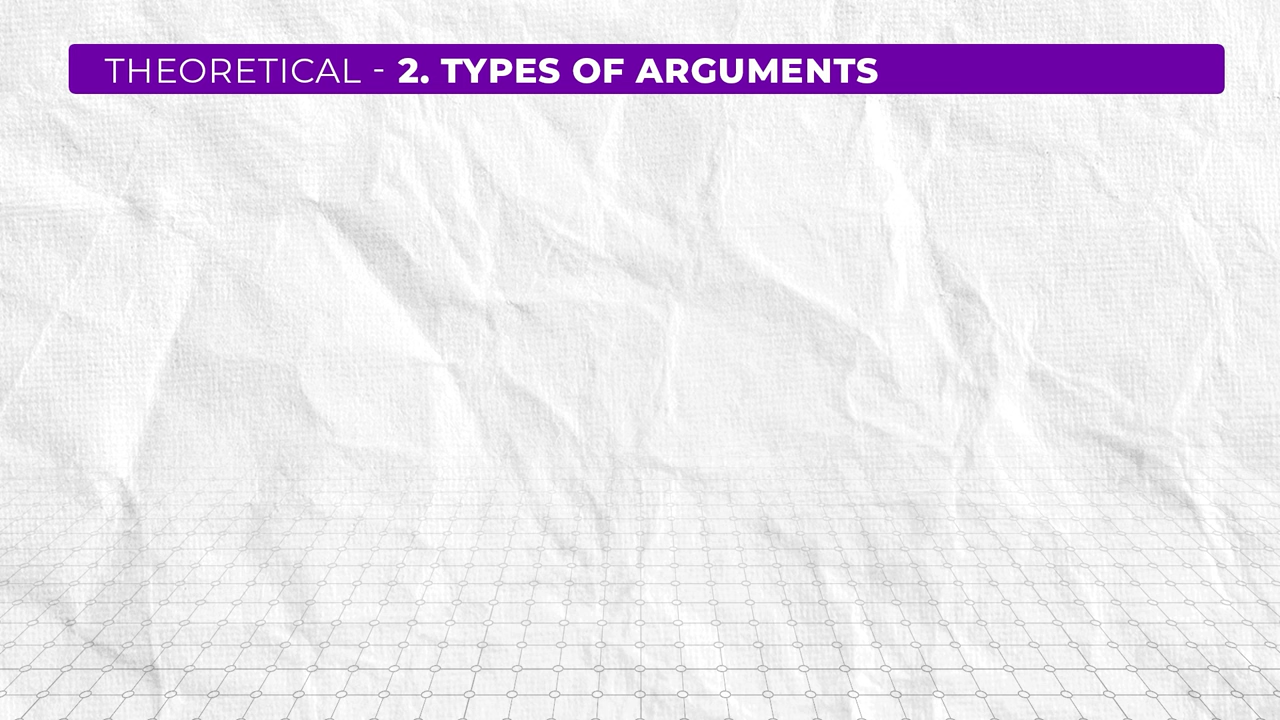 THEORETICAL - 2. TYPES OF ARGUMENTS